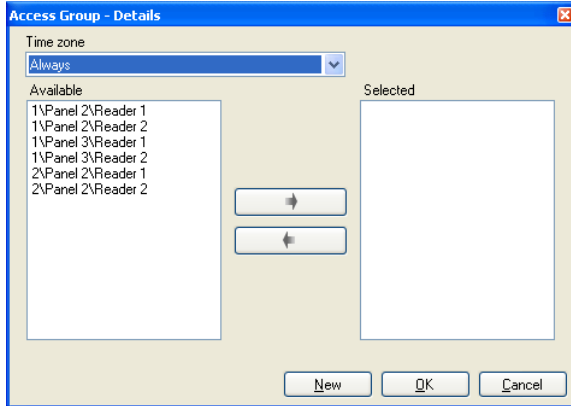 Access Group - Details
Time zone
Always
Available
Selected
1\Panel 2\Reader 1
1\Panel 2\Reader 2
1\Panel 3\Reader 1
1\Panel 3\Reader 2
2\Panel 2\Reader 1
2\Panel 2\Reader 2
New
OK
Cancel